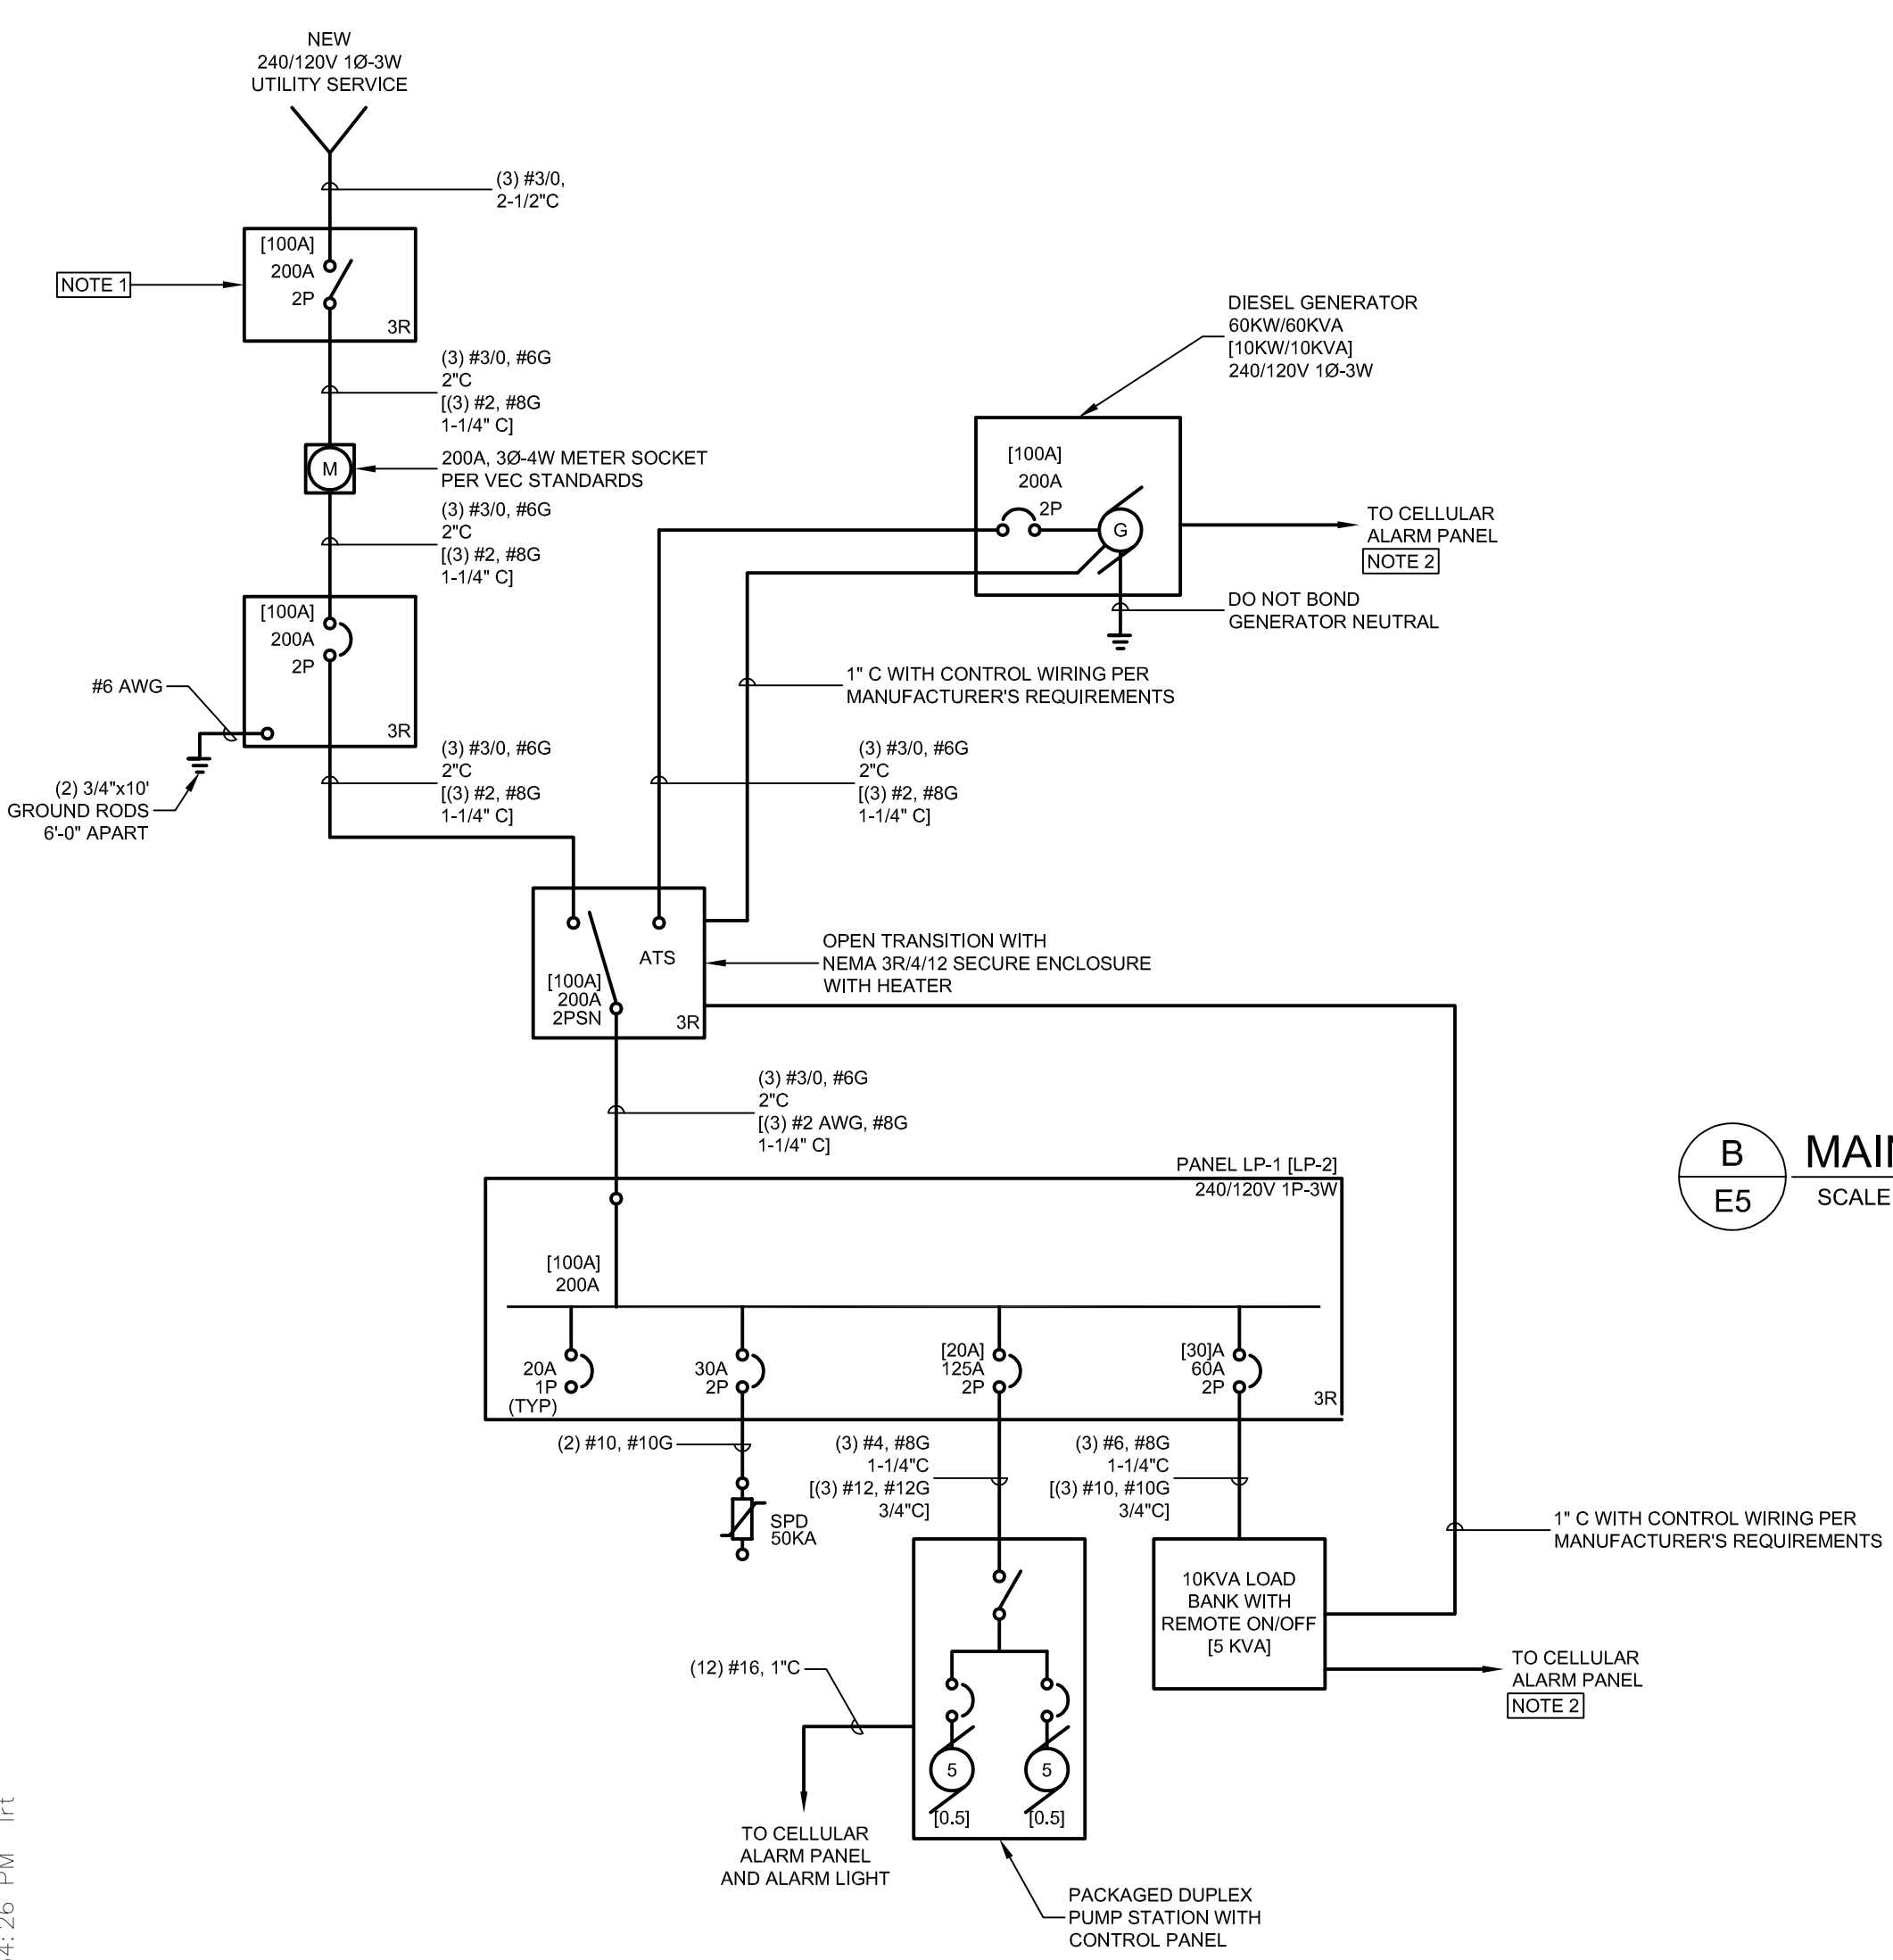 NEW
240/120V 1Ø-3W
UTILITY SERVICE
(3) #3/0,
2-1/2"C
[100A]
200A
2P
3R
NOTE 1
(3) #3/0, #6G
2"C
[(3) #2, #8G
1-1/4" C]
M
200A, 3Ø-4W METER SOCKET
PER VEC STANDARDS
(3) #3/0, #6G
2"C
[(3) #2, #8G
1-1/4" C]
[100A]
200A
2P
3R
#6 AWG
(2) 3/4"x10'
GROUND RODS
6'-0" APART
(3) #3/0, #6G
2"C
[(3) #2, #8G
1-1/4" C]
DIESEL GENERATOR
60KW/60KVA
[10KW/10KVA]
240/120V 1Ø-3W
[100A]
200A
2P
G
TO CELLULAR
ALARM PANEL
NOTE 2
DO NOT BOND
GENERATOR NEUTRAL
1" C WITH CONTROL WIRING PER
MANUFACTURER'S REQUIREMENTS
(3) #3/0, #6G
2"C
[(3) #2, #8G
1-1/4" C]
ATS
[100A]
200A
2PSN
3R
OPEN TRANSITION WITH
NEMA 3R/4/12 SECURE ENCLOSURE
WITH HEATER
(3) #3/0, #6G
2"C
[(3) #2 AWG, #8G
1-1/4" C]
B
E5
MAIN
SCALE
PANEL LP-1 [LP-2]
240/120V 1P-3W
[100A]
200A
20A
1P
(TYP)
30A
2P
[20A]
125A
2P
[30]A
60A
2P
3R
(2) #10, #10G
SPD
50KA
(3) #4, #8G
1-1/4"C
[(3) #12, #12G
3/4"C]
(3) #6, #8G
1-1/4"C
[(3) #10, #10G
3/4"C]
1" C WITH CONTROL WIRING PER
MANUFACTURER'S REQUIREMENTS
10KVA LOAD
BANK WITH
REMOTE ON/OFF
[5 KVA]
TO CELLULAR
ALARM PANEL
NOTE 2
(12) #16, 1"C
5
[0.5]
5
[0.5]
TO CELLULAR
ALARM PANEL
AND ALARM LIGHT
PACKAGED DUPLEX
PUMP STATION WITH
CONTROL PANEL
4:26 PM lrt